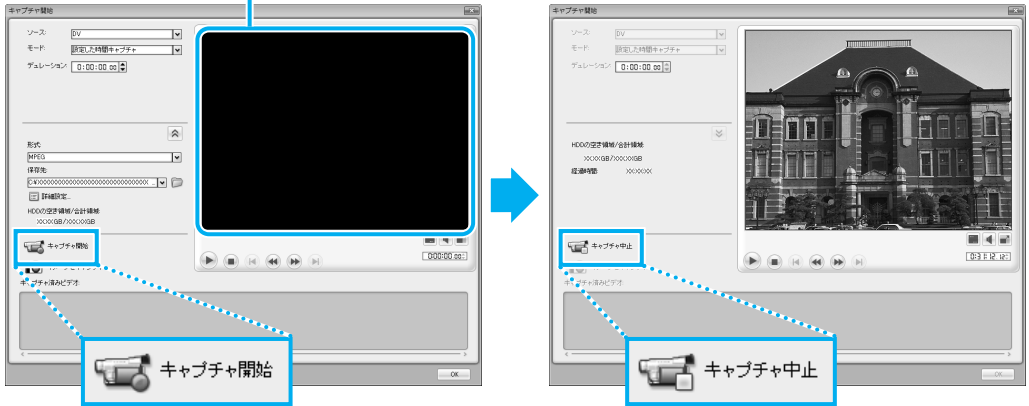 キャプチャ開始
ソース:
DV
モード:
設定した時間キャプチャ
デュレーション:
0:00:00 00
形式:
MPEG
保存先:
詳細設定...
HDDの空き領域/合計領域
XXXXGB/XXXXXGB
キャプチャ開始
0:00:00 00
キャプチャ済みビデオ:
キャプチャ開始
OK
キャプチャ開始
ソース:
DV
モード:
設定した時間キャプチャ
デュレーション:
0:00:00 00
HDDの空き領域/合計領域
XXXXGB/XXXXXGB
経過時間
XXXXXX
キャプチャ中止
キャプチャ済みビデオ:
キャプチャ中止
OK